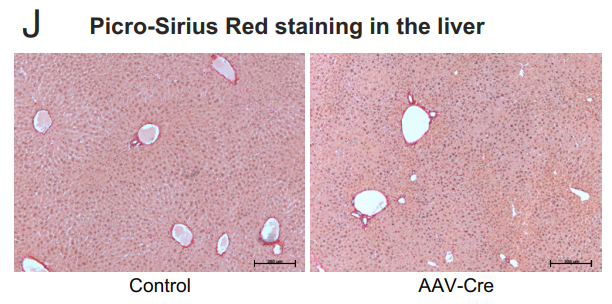 J
Picro-Sirius Red staining in the liver
Control
AAV-Cre